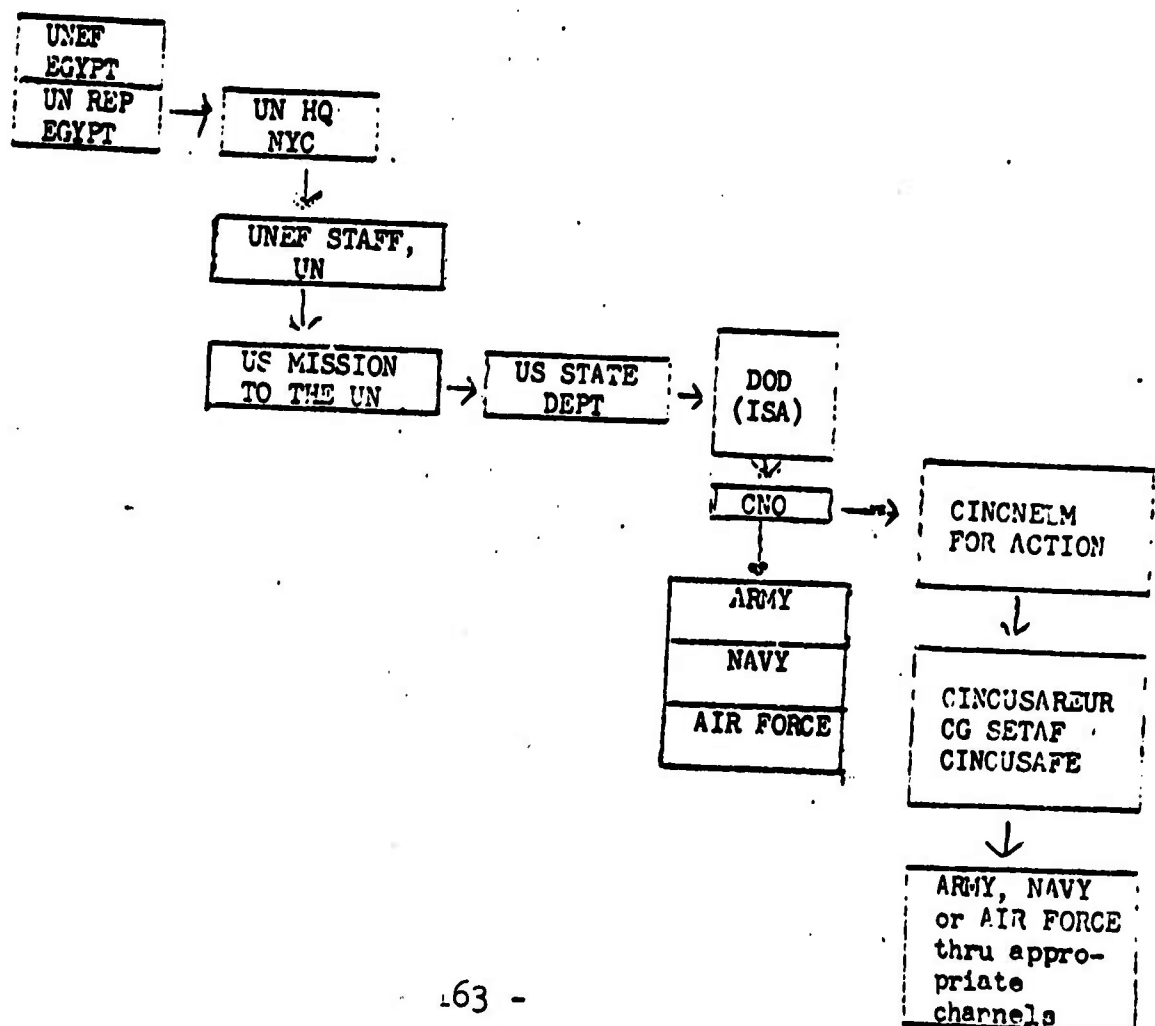 UNEF
EGYPT
UN REP
EGYPT
UN HQ
NYC
UNEF STAFF,
UN
US MISSION
TO THE UN
US STATE
DEPT
DOD
(ISA)
CNO
CINCNELM
FOR ACTION
ARMY
NAVY
AIR FORCE
CINCUSAREUR
CG SETAF
CINCUSAFE
ARMY, NAVY
or AIR FORCE
thru appro-
priate
channels
163 -